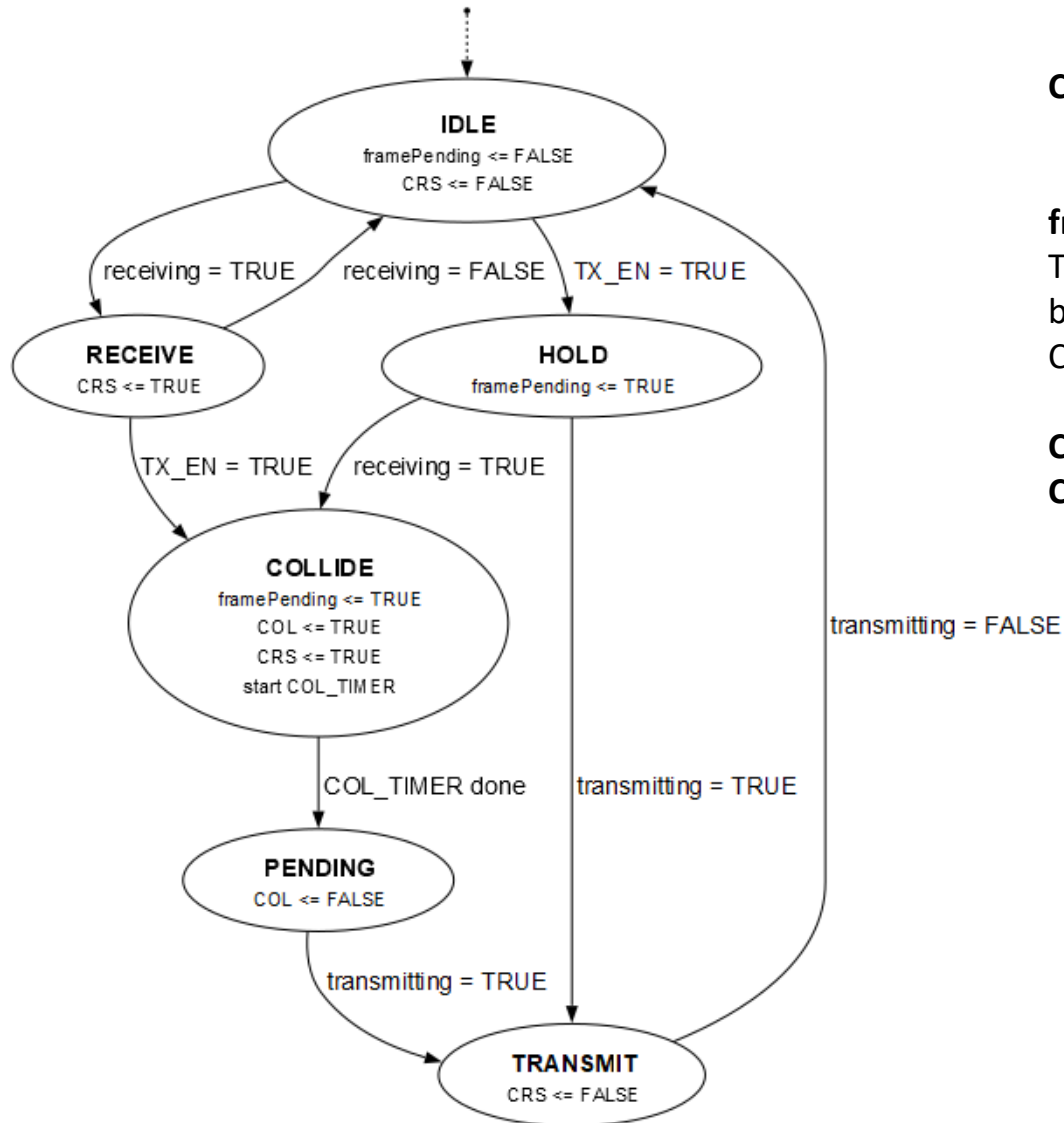 IDLE
framePending <= FALSE
CRS <= FALSE
receiving = TRUE
receiving = FALSE
TX_EN = TRUE
RECEIVE
CRS <= TRUE
HOLD
framePending <= TRUE
TX_EN = TRUE
receiving = TRUE
COLLIDE
framePending <= TRUE
COL <= TRUE
CRS <= TRUE
start COL_TIMER
transmitting = FALSE
COL_TIMER done
transmitting = TRUE
PENDING
COL <= FALSE
transmitting = TRUE
TRANSMIT
CRS <= FALSE